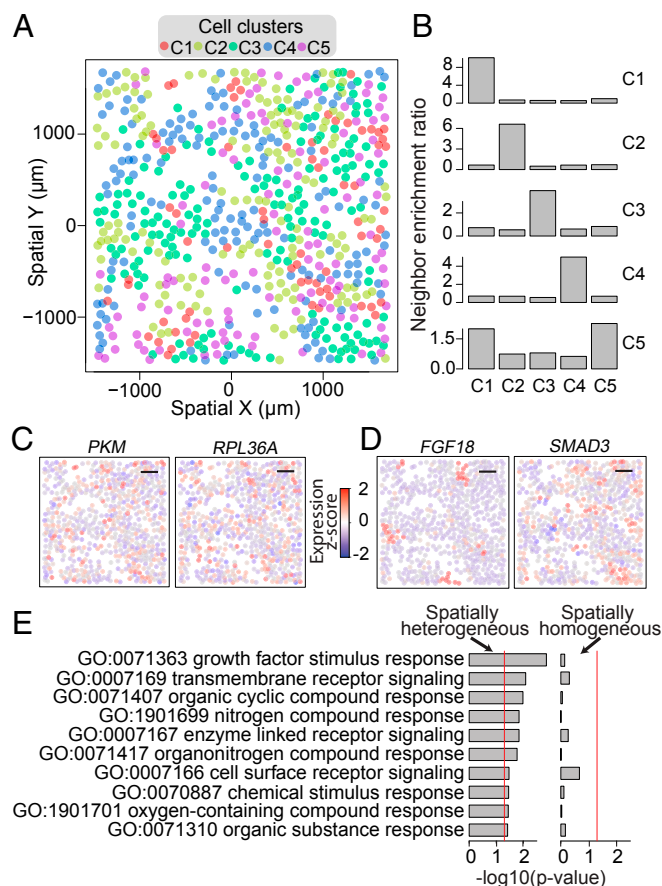 A
Cell clusters
C1 C2 C3 C4 C5
Spatial Y (µm)
1000
0
−1000
−1000
0
1000
Spatial X (µm)
B
Neighbor enrichment ratio
10
8
6
4
2
0
C1
6
4
2
0
C2
2
0
C3
4
2
0
C4
1.5
0.0
C5
C1 C2 C3 C4 C5
C
PKM
RPL36A
Expression
z-score
2
0
-2
D
FGF18
SMAD3
E
Spatially
heterogeneous
Spatially
homogeneous
GO:0071363 growth factor stimulus response
GO:0007169 transmembrane receptor signaling
GO:0071407 organic cyclic compound response
GO:1901699 nitrogen compound response
GO:0007167 enzyme linked receptor signaling
GO:0071417 organonitrogen compound response
GO:0007166 cell surface receptor signaling
GO:0070887 chemical stimulus response
GO:1901701 oxygen-containing compound response
GO:0071310 organic substance response
0 1 2
0 1 2
-log10(p-value)